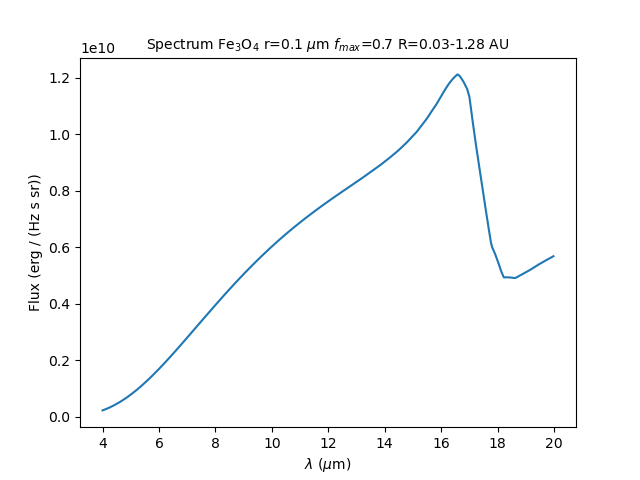 Spectrum Fe₃O₄ r=0.1 μm f_max=0.7 R=0.03-1.28 AU
1e10
1.2
1.0
0.8
0.6
0.4
0.2
0.0
Flux (erg / (Hz s sr))
4 6 8 10 12 14 16 18 20
λ (μm)